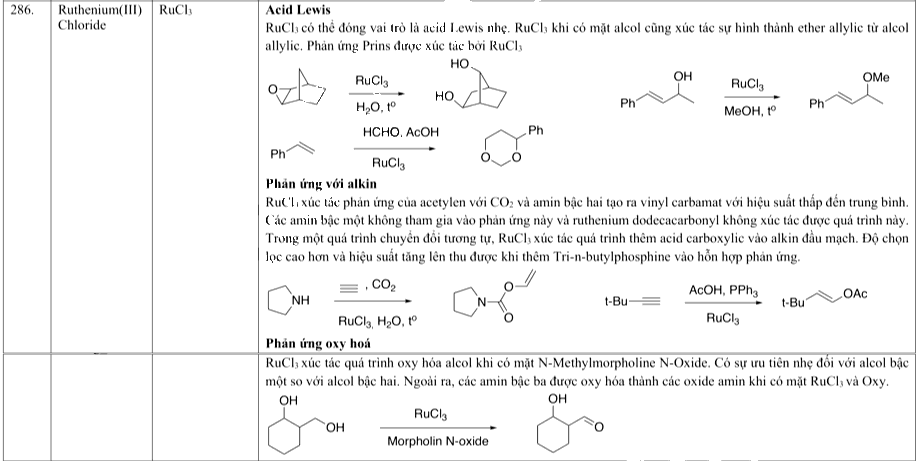 286. Ruthenium(III) Chloride RuCl₃ Acid Lewis
RuCl₃ có thể đóng vai trò là acid Lewis nhẹ. RuCl₃ khi có mặt alcol cũng xúc tác sự hình thành ether allylic từ alcol
allylic. Phản ứng Prins được xúc tác bởi RuCl₃
O RuCl₃ H₂O, tº HO HO Ph OH RuCl₃ MeOH, tº Ph OMe
Ph HCHO, AcOH RuCl₃ O O Ph
Phản ứng với alkin
RuCl₃ xúc tác phản ứng của acetylen với CO₂ và amin bậc hai tạo ra vinyl carbamat với hiệu suất thấp đến trung bình.
Các amin bậc một không tham gia vào phản ứng này và ruthenium dodecacarbonyl không xúc tác được quá trình này.
Trong một quá trình chuyển đổi tương tự, RuCl₃ xúc tác quá trình thêm acid carboxylic vào alkin đầu mạch. Độ chọn
lọc cao hơn và hiệu suất tăng lên thu được khi thêm Tri-n-butylphosphine vào hỗn hợp phản ứng.
NH , CO₂ RuCl₃, H₂O, tº N O O t-Bu AcOH, PPh₃ RuCl₃ t-Bu OAc
Phản ứng oxy hoá
RuCl₃ xúc tác quá trình oxy hóa alcol khi có mặt N-Methylmorpholine N-Oxide. Có sự ưu tiên nhẹ đối với alcol bậc
một so với alcol bậc hai. Ngoài ra, các amin bậc ba được oxy hóa thành các oxide amin khi có mặt RuCl₃ và Oxy.
OH OH RuCl₃ Morpholin N-oxide OH O